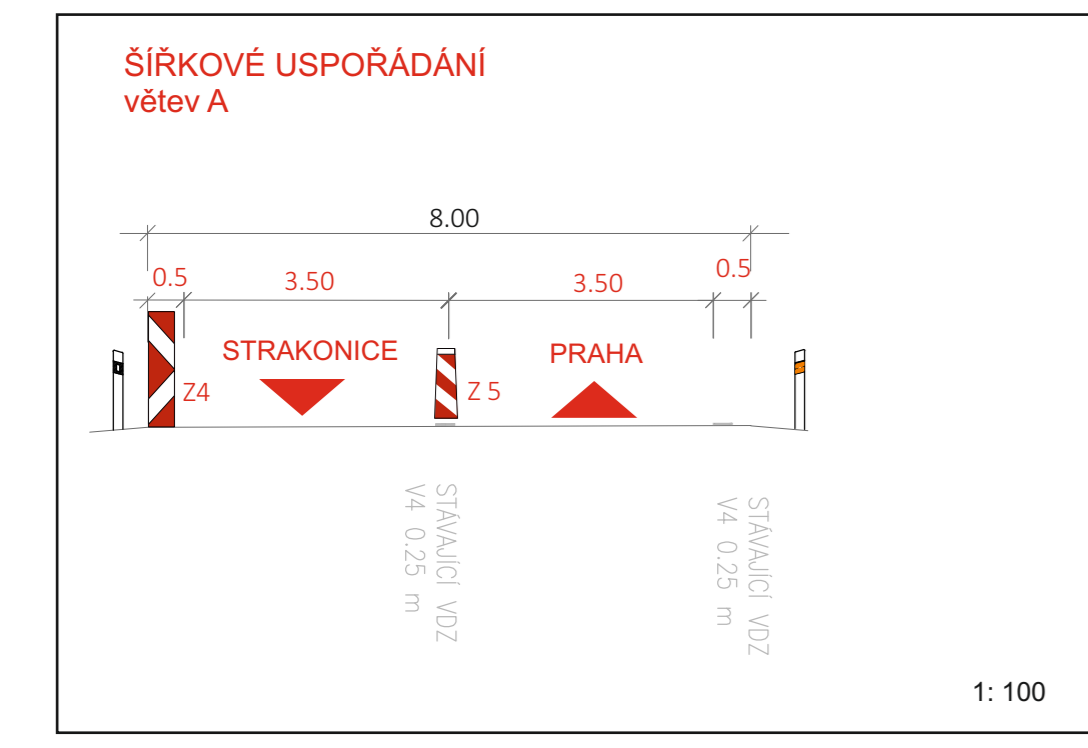 ŠÍŘKOVÉ USPOŘÁDÁNÍ
větev A
8.00
0.5
3.50
3.50
0.5
STRAKONICE
PRAHA
Z4
Z 5
STÁVAJÍCÍ VDZ
V4 0.25 m
STÁVAJÍCÍ VDZ
V4 0.25 m
1: 100